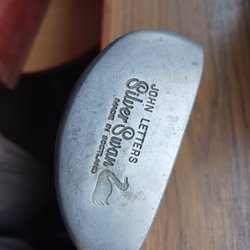 JOHN LETTERS
Silver Swan
MADE IN SCOTLAND